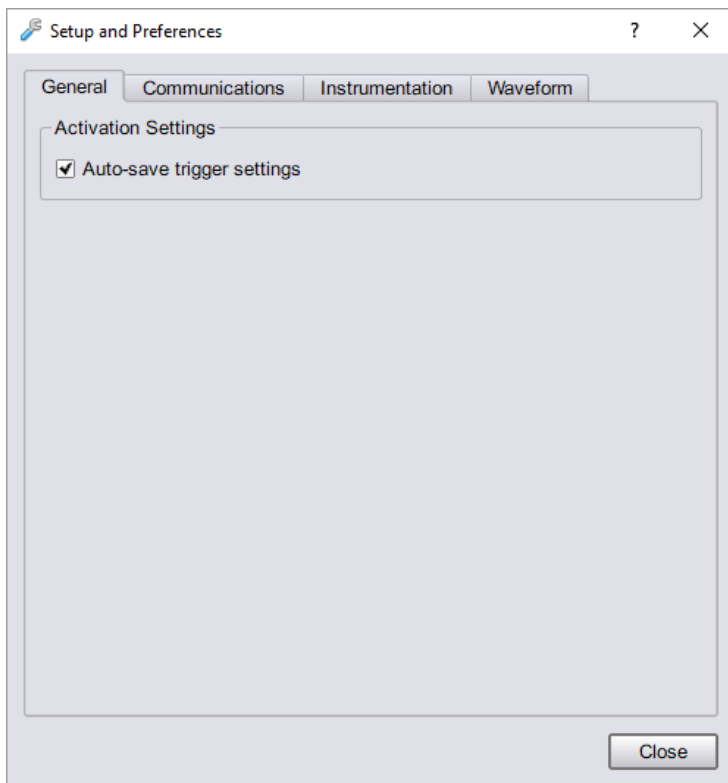 Setup and Preferences ?
General Communications Instrumentation Waveform
Activation Settings
Auto-save trigger settings
Close